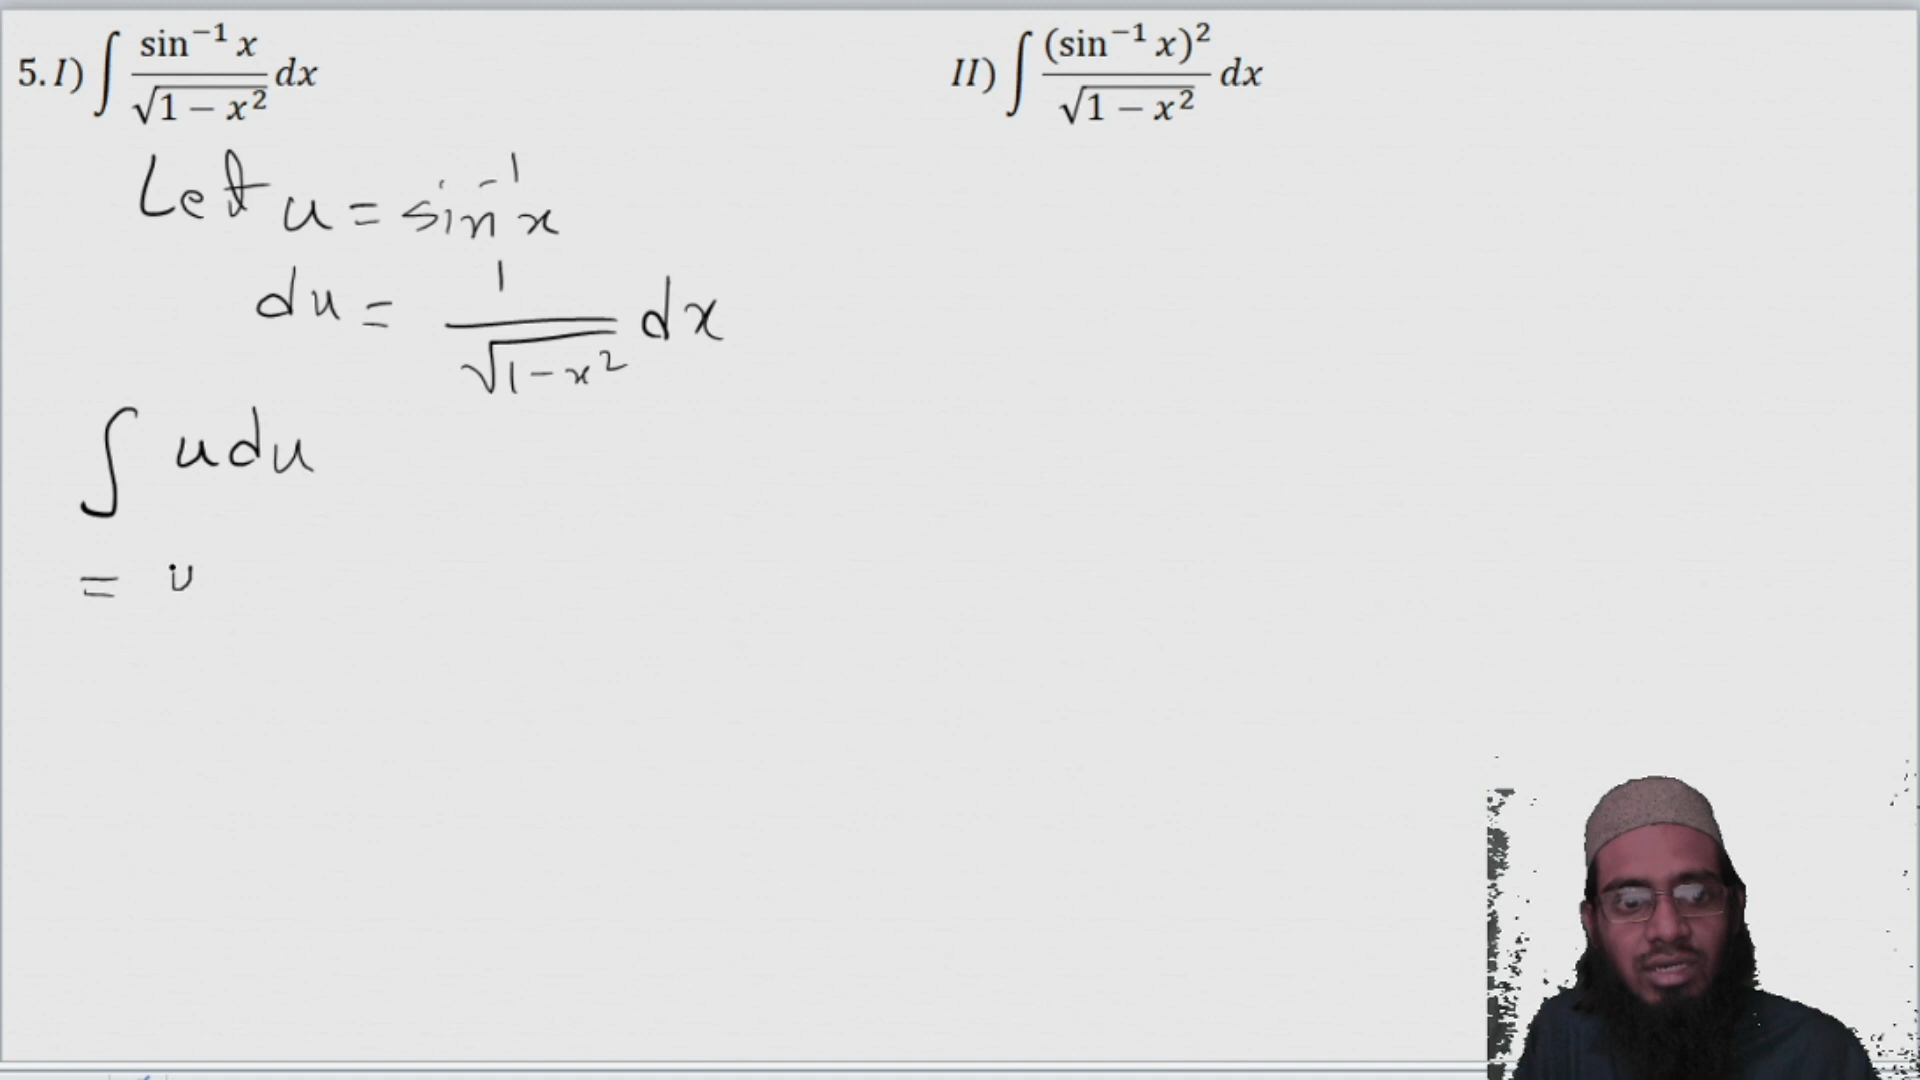 5. I) ∫ sin⁻¹ x / √(1 − x²) dx
II) ∫ (sin⁻¹ x)² / √(1 − x²) dx
Let u = sin⁻¹ x
du = 1 / √(1 − x²) dx
∫ u du
= u